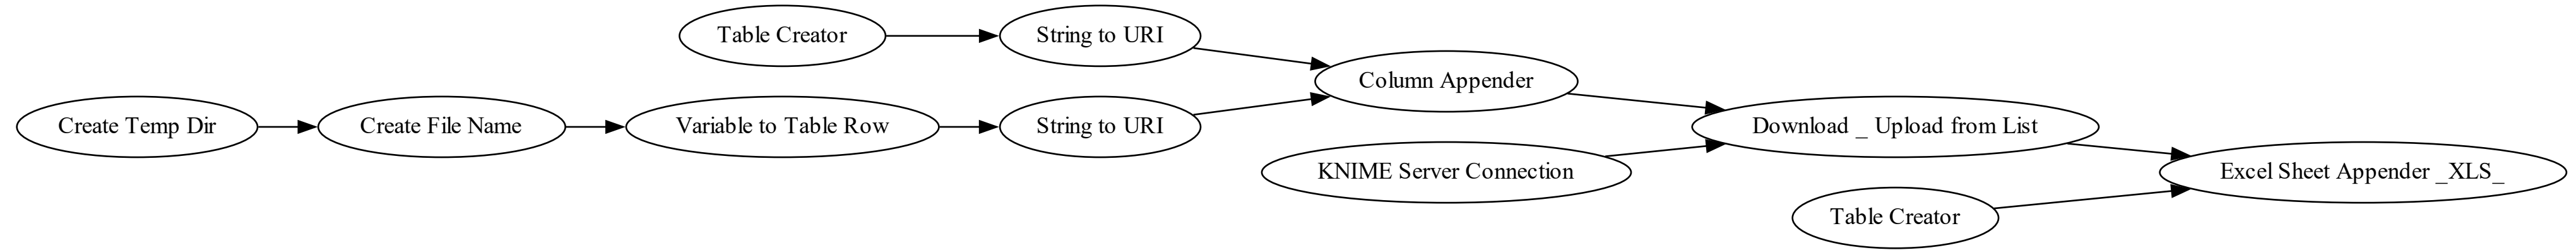 Table Creator
String to URI
Column Appender
Create Temp Dir
Create File Name
Variable to Table Row
String to URI
Download _ Upload from List
KNIME Server Connection
Excel Sheet Appender _XLS_
Table Creator